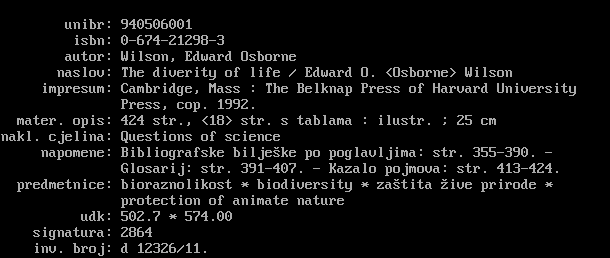 unibr: 940506001
isbn: 0-674-21298-3
autor: Wilson, Edward Osborne
naslov: The diverity of life / Edward O. <Osborne> Wilson
impresum: Cambridge, Mass : The Belknap Press of Harvard University
Press, cop. 1992.
mater. opis: 424 str., <18> str. s tablama : ilustr. ; 25 cm
nakl. cjelina: Questions of science
napomene: Bibliografske bilješke po poglavljima: str. 355-390. -
Glosarij: str. 391-407. - Kazalo pojmova: str. 413-424.
predmetnice: bioraznolikost * biodiversity * zaštita žive prirode *
protection of animate nature
udk: 502.7 * 574.00
signatura: 2864
inv. broj: d 12326/11.